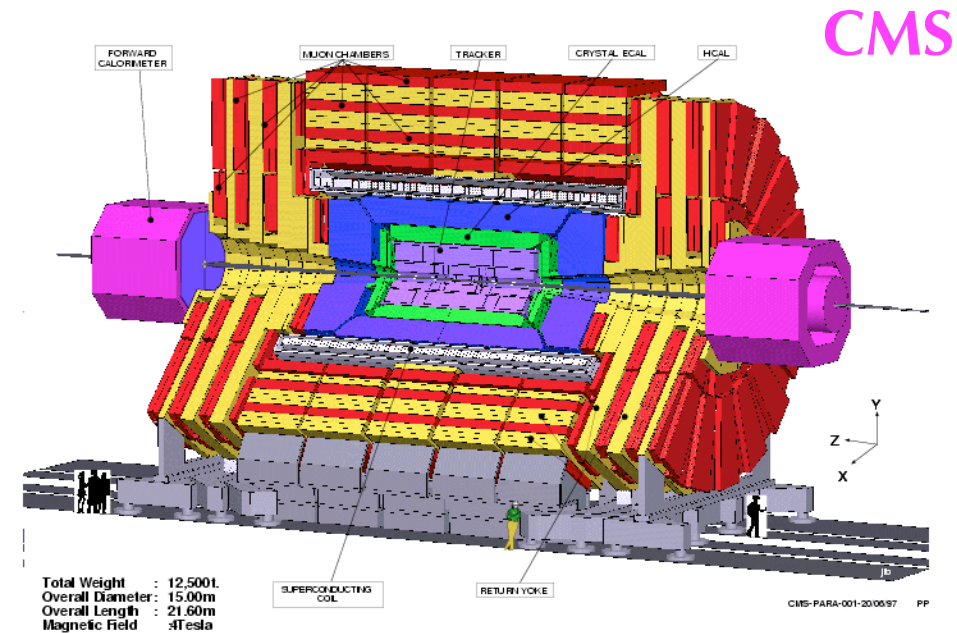 CMS
FORWARD
CALORIMETER
MUON CHAMBERS
TRACKER
CRYSTAL ECAL
HCAL
Y
Z
X
SUPERCONDUCTING
COIL
RETURN YOKE
jlb
Total Weight : 12,500t.
Overall Diameter : 15.00m
Overall Length : 21.60m
Magnetic Field :4Tesla
CMS-PARA-001-20/06/97 PP